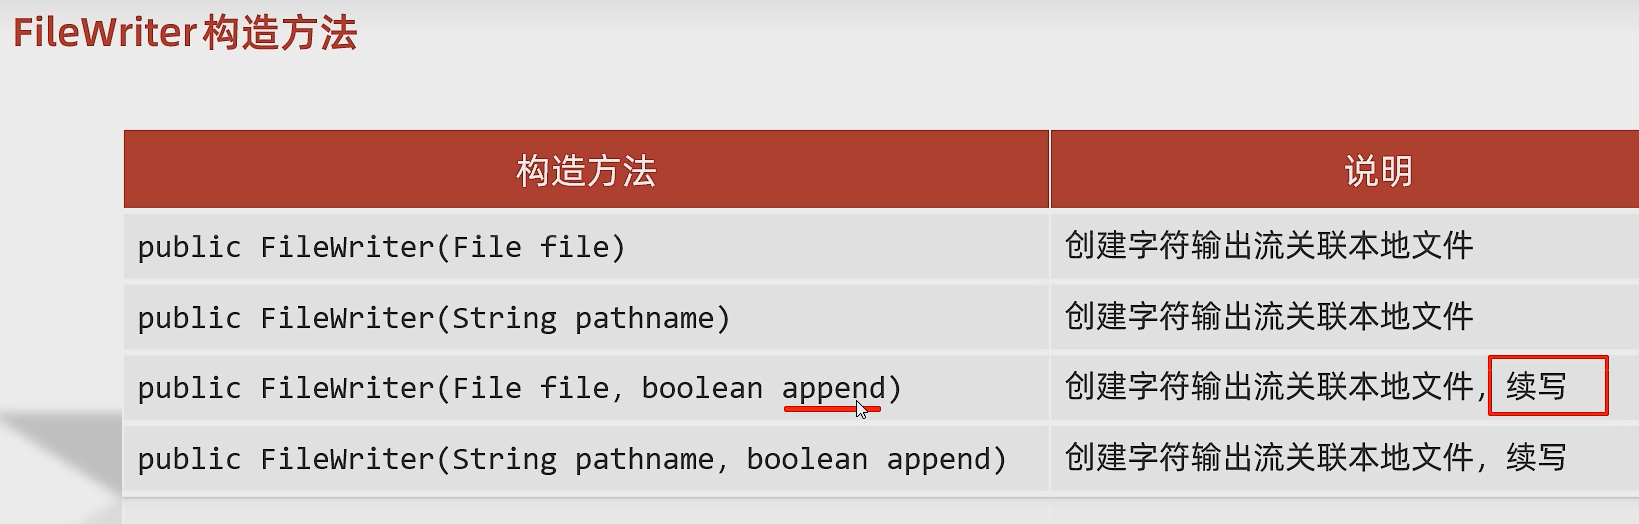 FileWriter构造方法
构造方法 说明
public FileWriter(File file) 创建字符输出流关联本地文件
public FileWriter(String pathname) 创建字符输出流关联本地文件
public FileWriter(File file, boolean append) 创建字符输出流关联本地文件，续写
public FileWriter(String pathname, boolean append) 创建字符输出流关联本地文件，续写